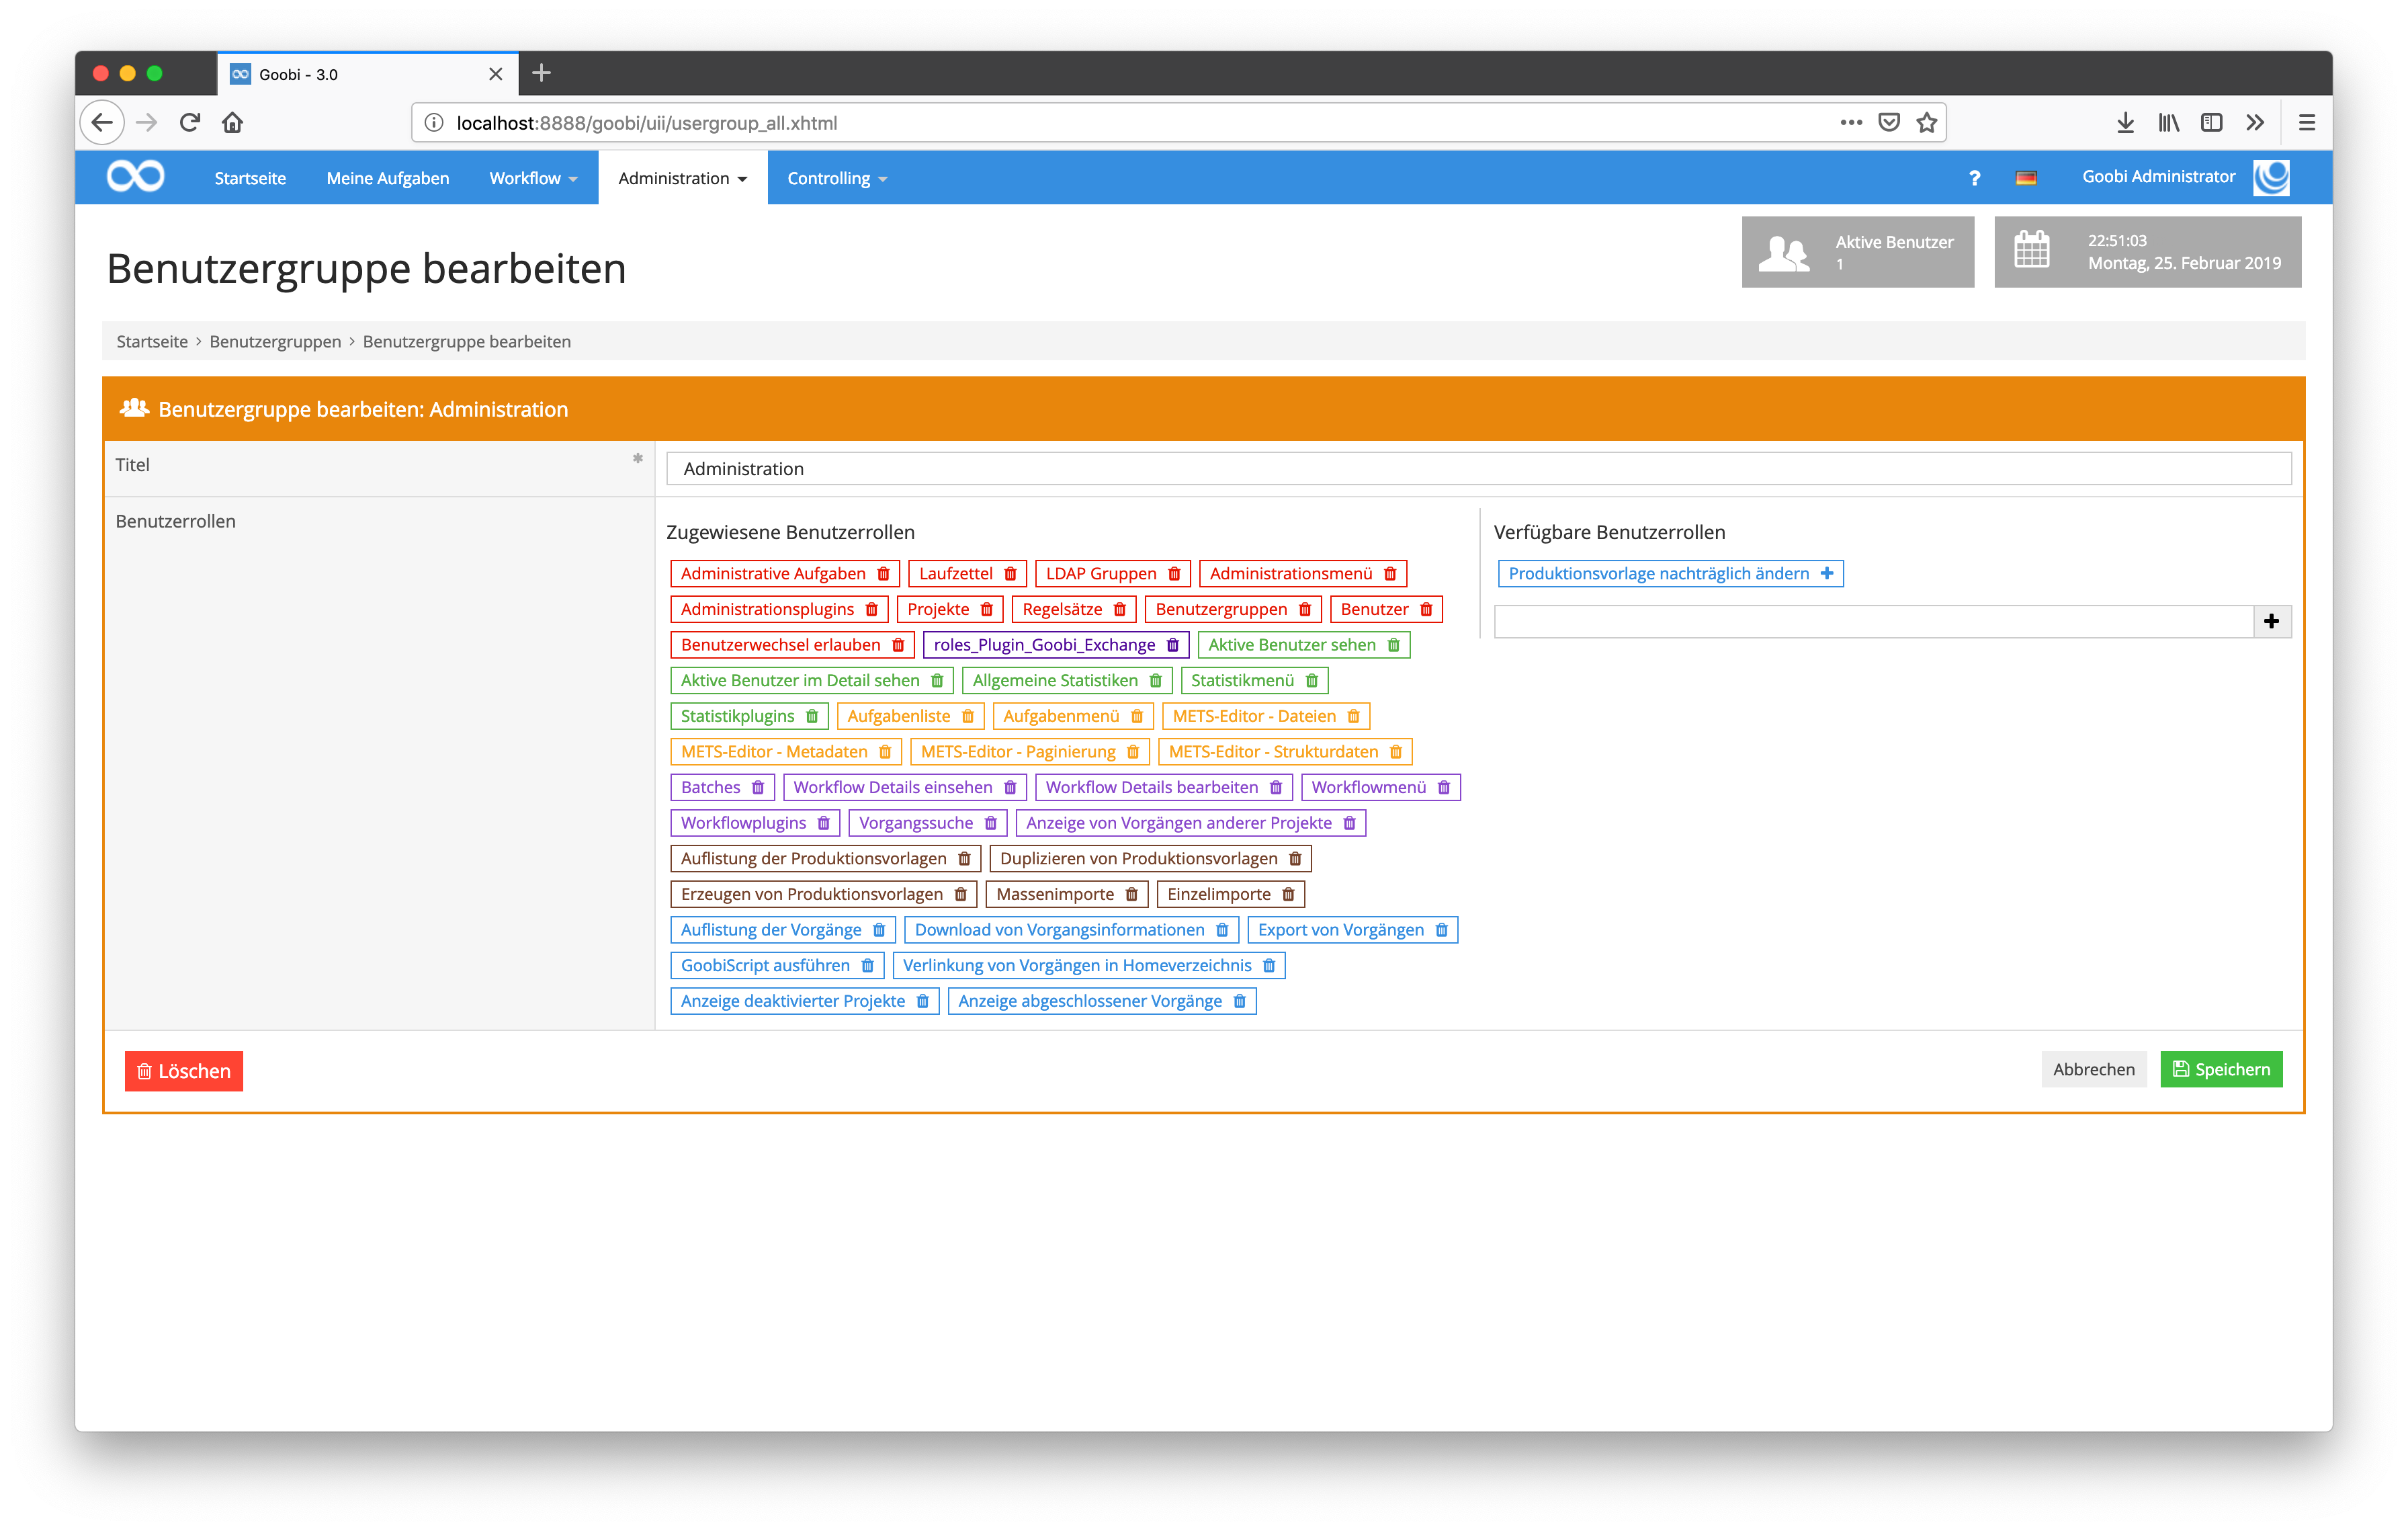 Goobi - 3.0
localhost:8888/goobi/uii/usergroup_all.xhtml
Startseite Meine Aufgaben Workflow Administration Controlling ? Goobi Administrator
Aktive Benutzer
1
22:51:03
Montag, 25. Februar 2019
Benutzergruppe bearbeiten
Startseite > Benutzergruppen > Benutzergruppe bearbeiten
Benutzergruppe bearbeiten: Administration
Titel * Administration
Benutzerrollen
Zugewiesene Benutzerrollen
Administrative Aufgaben Laufzettel LDAP Gruppen Administrationsmenü
Administrationsplugins Projekte Regelsätze Benutzergruppen Benutzer
Benutzerwechsel erlauben roles_Plugin_Goobi_Exchange Aktive Benutzer sehen
Aktive Benutzer im Detail sehen Allgemeine Statistiken Statistikmenü
Statistikplugins Aufgabenliste Aufgabenmenü METS-Editor - Dateien
METS-Editor - Metadaten METS-Editor - Paginierung METS-Editor - Strukturdaten
Batches Workflow Details einsehen Workflow Details bearbeiten Workflowmenü
Workflowplugins Vorgangssuche Anzeige von Vorgängen anderer Projekte
Auflistung der Produktionsvorlagen Duplizieren von Produktionsvorlagen
Erzeugen von Produktionsvorlagen Massenimporte Einzelimporte
Auflistung der Vorgänge Download von Vorgangsinformationen Export von Vorgängen
GoobiScript ausführen Verlinkung von Vorgängen in Homeverzeichnis
Anzeige deaktivierter Projekte Anzeige abgeschlossener Vorgänge
Verfügbare Benutzerrollen
Produktionsvorlage nachträglich ändern
Löschen
Abbrechen
Speichern